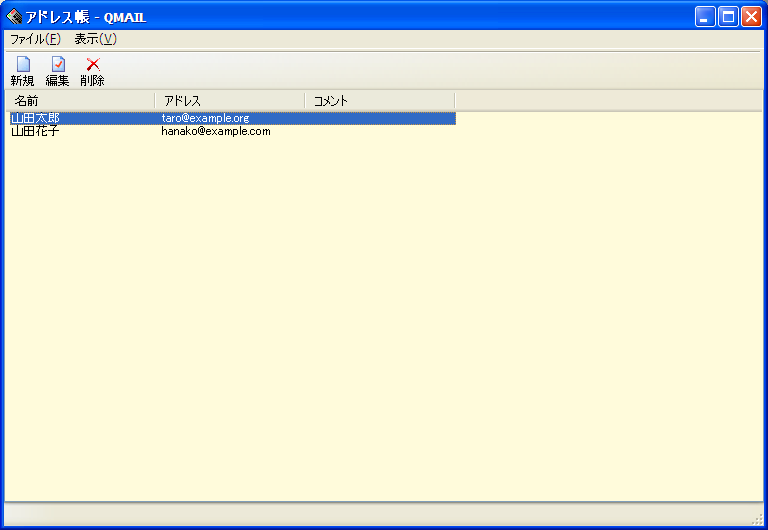 アドレス帳 - QMAIL
ファイル(F) 表示(V)
新規 編集 削除
名前 アドレス コメント
山田太郎 taro@example.org
山田花子 hanako@example.com